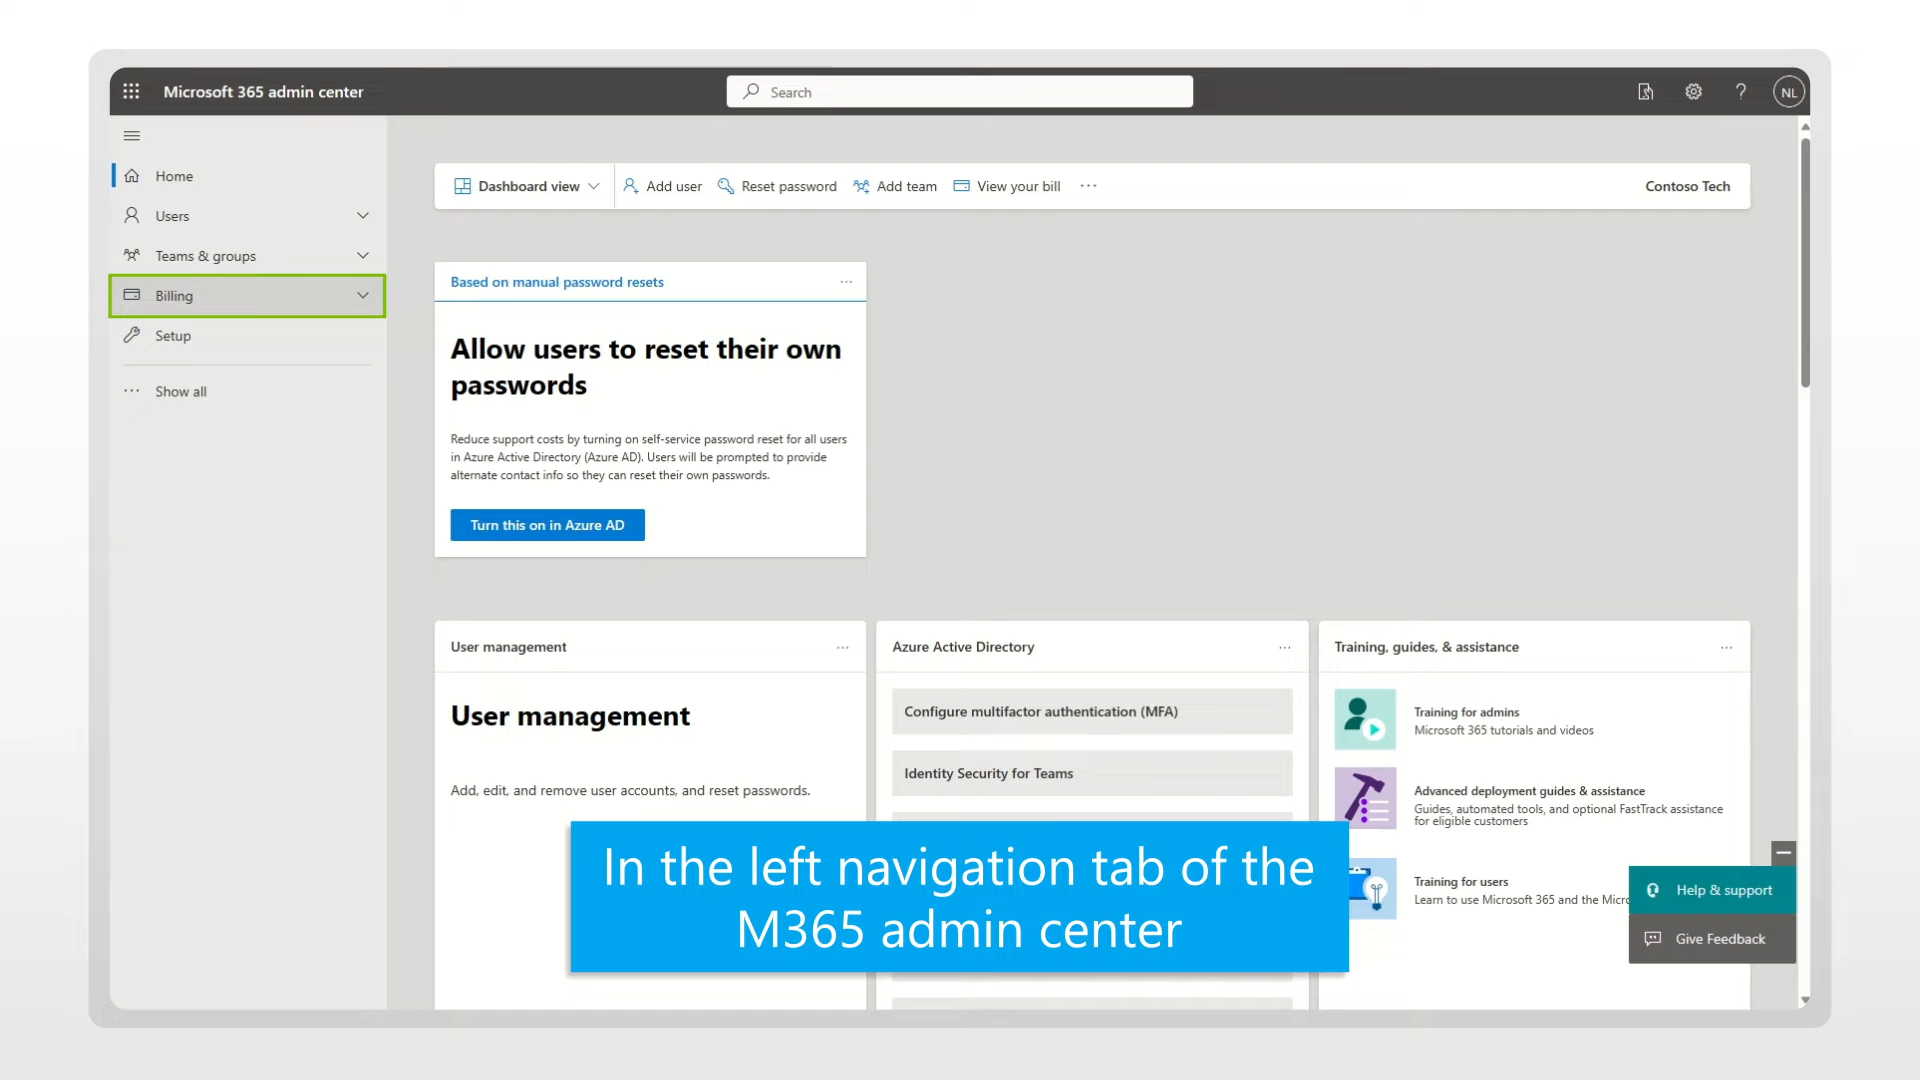 Microsoft 365 admin center
Search
NL
Home
Users
Teams & groups
Billing
Setup
Show all
Dashboard view
Add user
Reset password
Add team
View your bill
Contoso Tech
Based on manual password resets
Allow users to reset their own
passwords
Reduce support costs by turning on self-service password reset for all users
in Azure Active Directory (Azure AD). Users will be prompted to provide
alternate contact info so they can reset their own passwords.
Turn this on in Azure AD
User management
User management
Add, edit, and remove user accounts, and reset passwords.
Azure Active Directory
Configure multifactor authentication (MFA)
Identity Security for Teams
Training, guides, & assistance
Training for admins
Microsoft 365 tutorials and videos
Advanced deployment guides & assistance
Guides, automated tools, and optional FastTrack assistance
for eligible customers
Training for users
Learn to use Microsoft 365 and the Micro
Help & support
Give Feedback
In the left navigation tab of the
M365 admin center